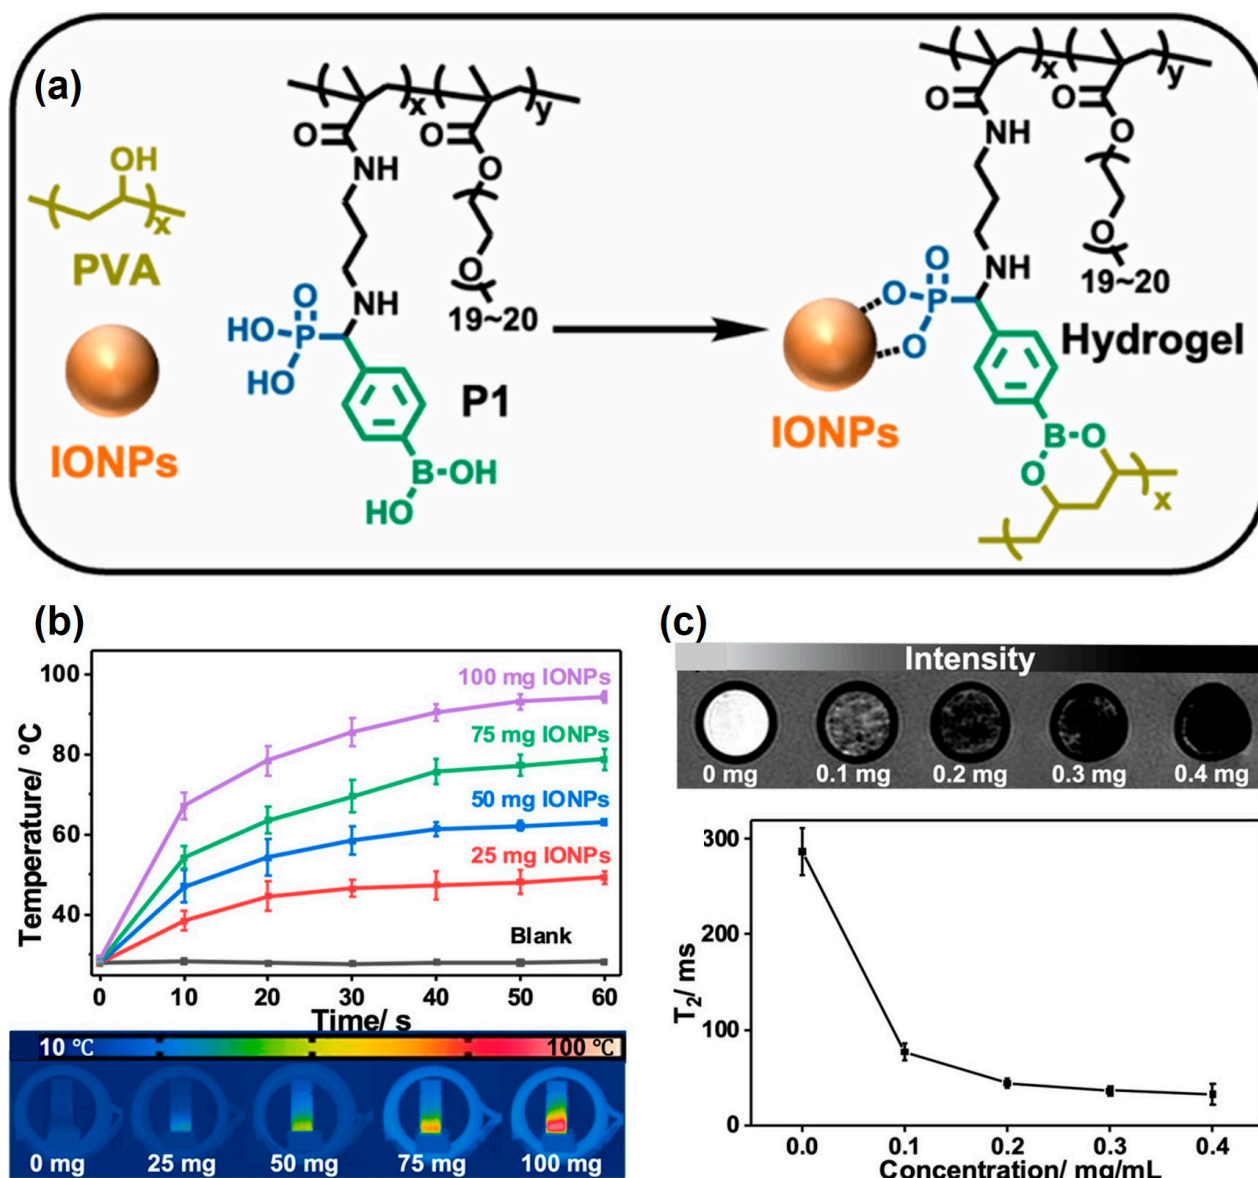 (a)
OH
x
PVA
IONPs
x
y
O
O
NH
O
O
19~20
NH
O
HO
P
HO
P1
B-OH
HO
x
y
O
O
NH
O
O
19~20
NH
O
O
P
O
IONPs
Hydrogel
B-O
O
x
(b)
Temperature/ ºC
100
80
60
40
100 mg IONPs
75 mg IONPs
50 mg IONPs
25 mg IONPs
Blank
0 10 20 30 40 50 60
Time/ s
10 ℃ 100 ℃
0 mg 25 mg 50 mg 75 mg 100 mg
(c)
Intensity
0 mg 0.1 mg 0.2 mg 0.3 mg 0.4 mg
T2/ ms
300
200
100
0
0.0 0.1 0.2 0.3 0.4
Concentration/ mg/mL